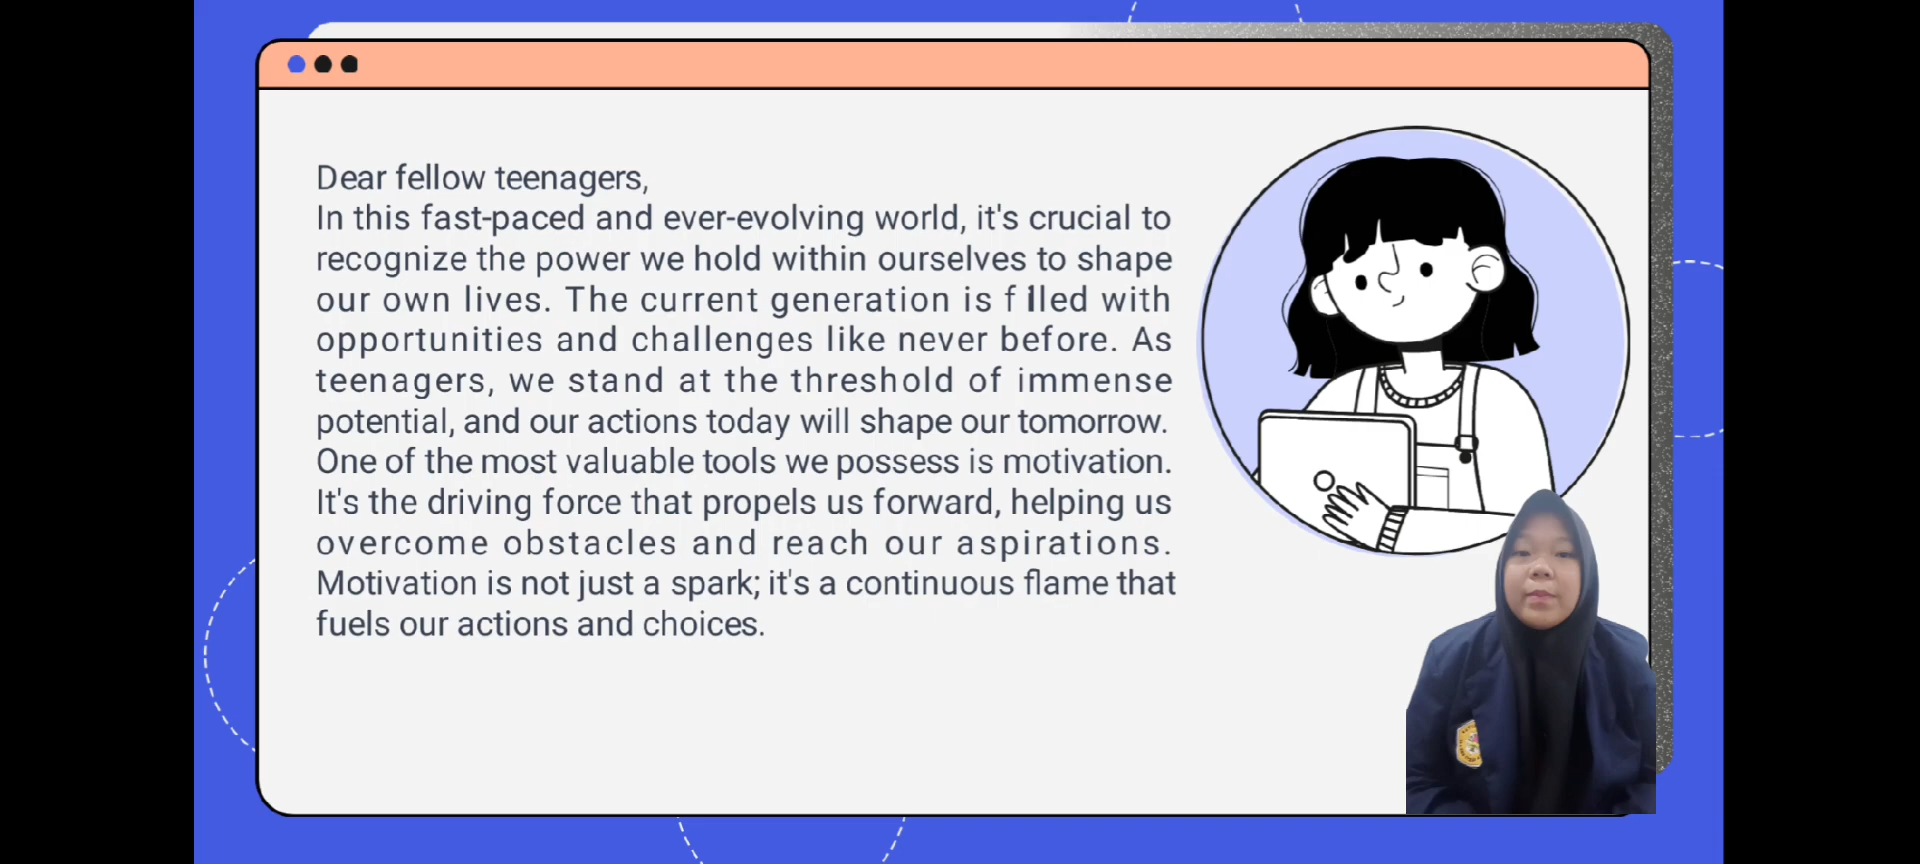 Dear fellow teenagers,
In this fast-paced and ever-evolving world, it's crucial to
recognize the power we hold within ourselves to shape
our own lives. The current generation is filled with
opportunities and challenges like never before. As
teenagers, we stand at the threshold of immense
potential, and our actions today will shape our tomorrow.
One of the most valuable tools we possess is motivation.
It's the driving force that propels us forward, helping us
overcome obstacles and reach our aspirations.
Motivation is not just a spark; it's a continuous flame that
fuels our actions and choices.